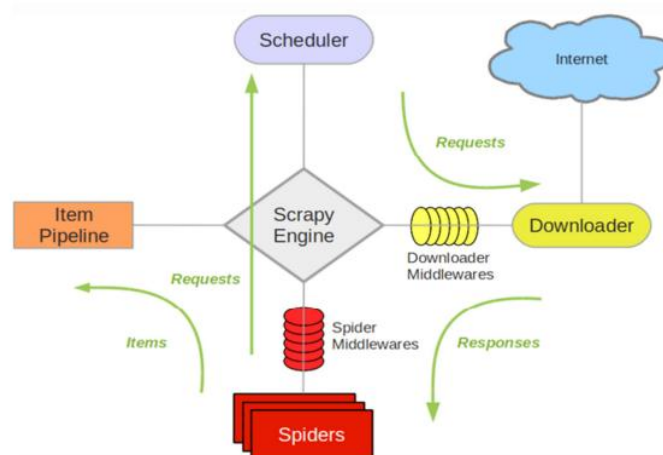 Scheduler
Internet
Requests
Item
Pipeline
Scrapy
Engine
Downloader
Downloader
Middlewares
Requests
Items
Spider
Middlewares
Responses
Spiders